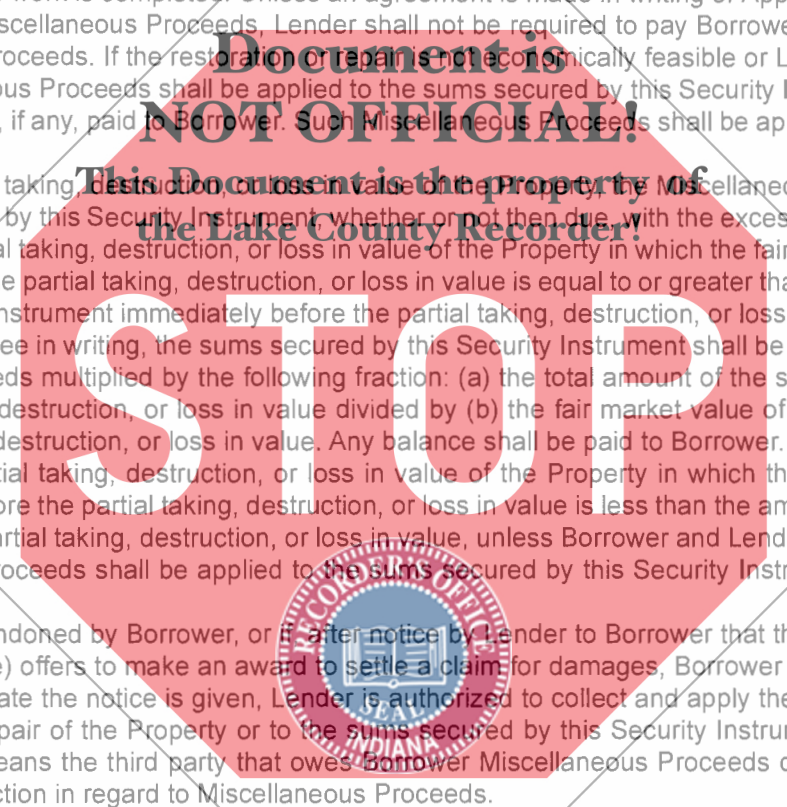 work is completed. Unless an agreement is made in writing or
scellaneous Proceeds, Lender shall not be required to pay Borrowe
roceeds. If the restoration or repair is not economically feasible or L
Document is
ous Proceeds shall be applied to the sums secured by this Security I
NOT OFFICIAL!
, if any, paid to Borrower. Such Miscellaneous Proceeds shall be ap
This Document is the property of
taking, destruction, or loss in value of the Property, the Miscellaneo
the Lake County Recorder!
by this Security Instrument, whether or not then due, with the exces
al taking, destruction, or loss in value of the Property in which the fair
e partial taking, destruction, or loss in value is equal to or greater tha
nstrument immediately before the partial taking, destruction, or loss
STOP
ee in writing, the sums secured by this Security Instrument shall be
eds multiplied by the following fraction: (a) the total amount of the s
destruction, or loss in value divided by (b) the fair market value of
destruction, or loss in value. Any balance shall be paid to Borrower.
tial taking, destruction, or loss in value of the Property in which th
ore the partial taking, destruction, or loss in value is less than the am
artial taking, destruction, or loss in value, unless Borrower and Lend
roceeds shall be applied to the sums secured by this Security Instr
RECORDER'S OFFICE
SEAL
INDIANA
ndoned by Borrower, or if, after notice by Lender to Borrower that th
e) offers to make an award to settle a claim for damages, Borrower
ate the notice is given, Lender is authorized to collect and apply the
pair of the Property or to the sums secured by this Security Instrum
eans the third party that owes Borrower Miscellaneous Proceeds o
ction in regard to Miscellaneous Proceeds.